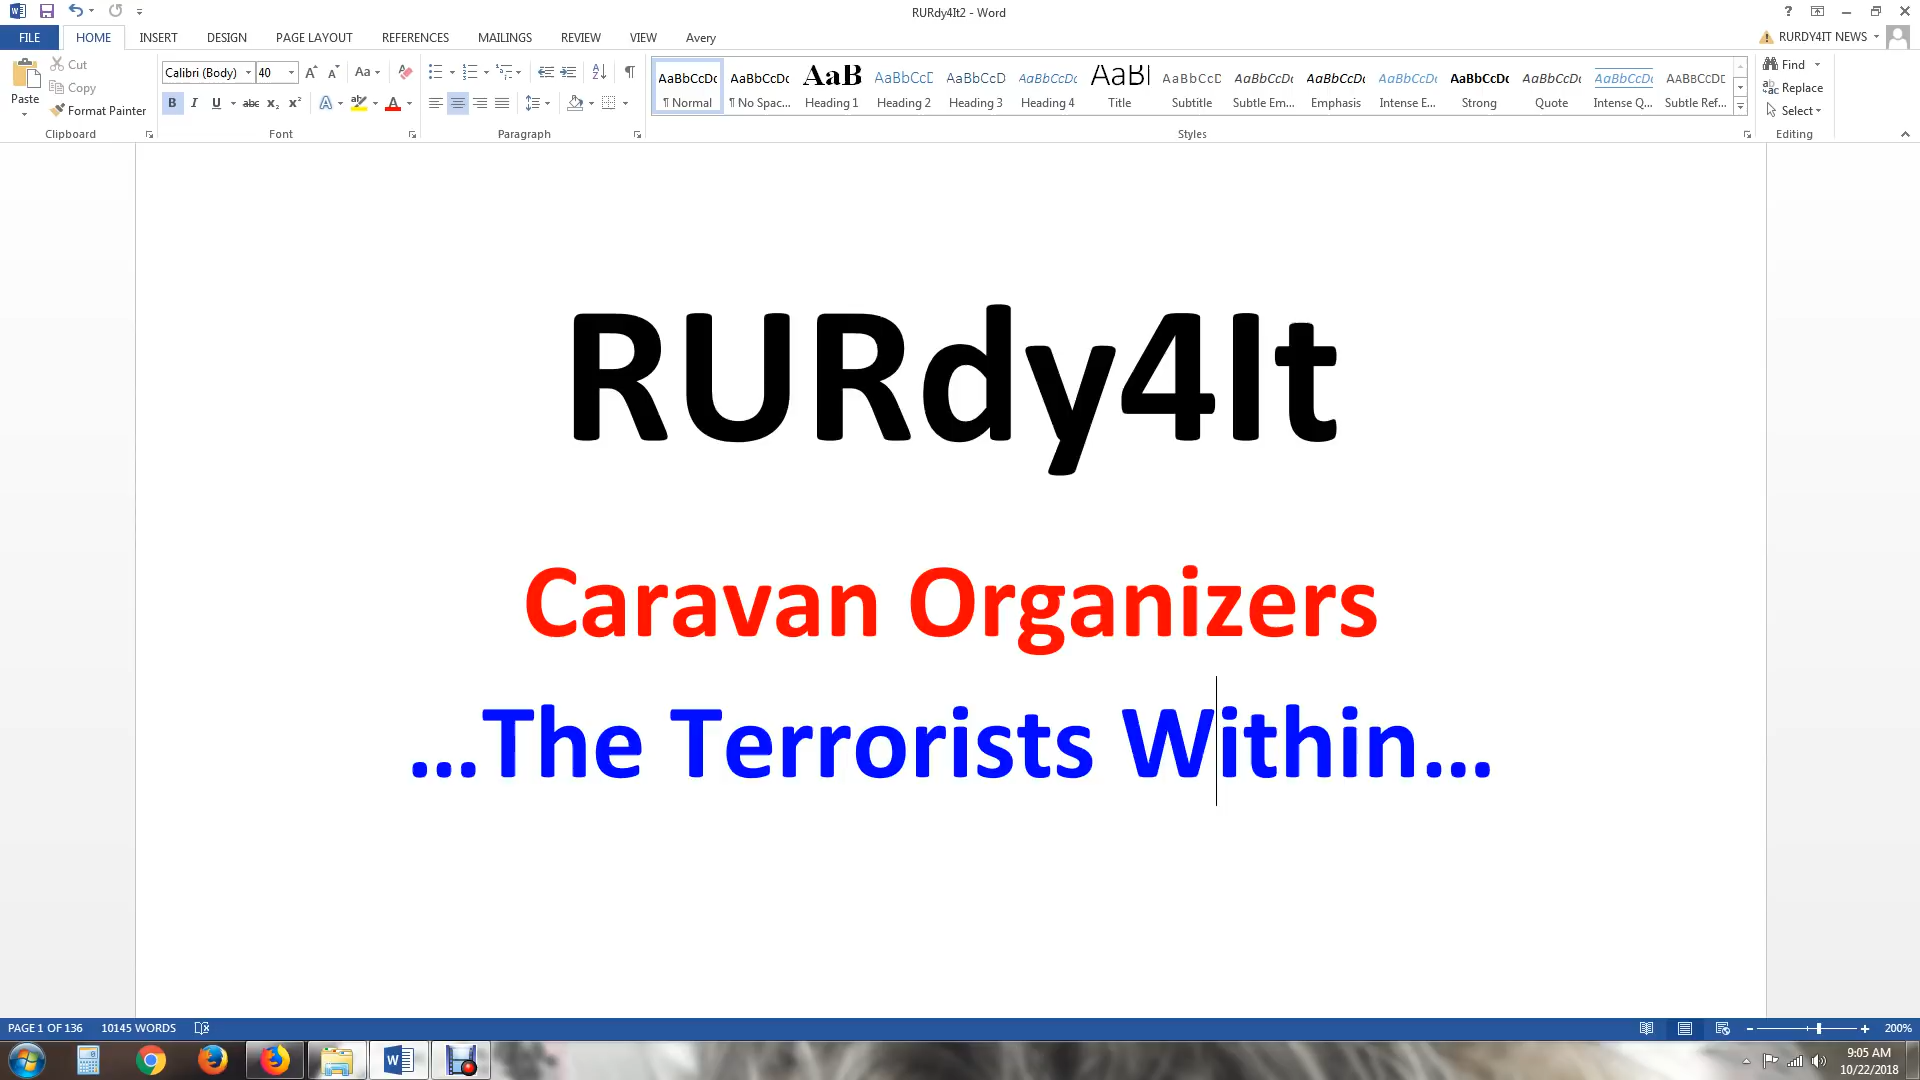 RURdy4It2 - Word
FILE HOME INSERT DESIGN PAGE LAYOUT REFERENCES MAILINGS REVIEW VIEW Avery RURDY4IT NEWS
Paste
Cut
Copy
Format Painter
Clipboard
Calibri (Body) 40
Font
Paragraph
AaBbCcDc AaBbCcDc AaB AaBbCcD AaBbCcD AaBbCcDc AaBl AaBbCcD AaBbCcDc AaBbCcDc AaBbCcDc AaBbCcDc AaBbCcDc AaBbCcDc AABBCCDD
¶ Normal ¶ No Spac... Heading 1 Heading 2 Heading 3 Heading 4 Title Subtitle Subtle Em... Emphasis Intense E... Strong Quote Intense Q... Subtle Ref...
Styles
Find
Replace
Select
Editing
RURdy4It
Caravan Organizers
...The Terrorists Within...
PAGE 1 OF 136 10145 WORDS 200%
9:05 AM
10/22/2018